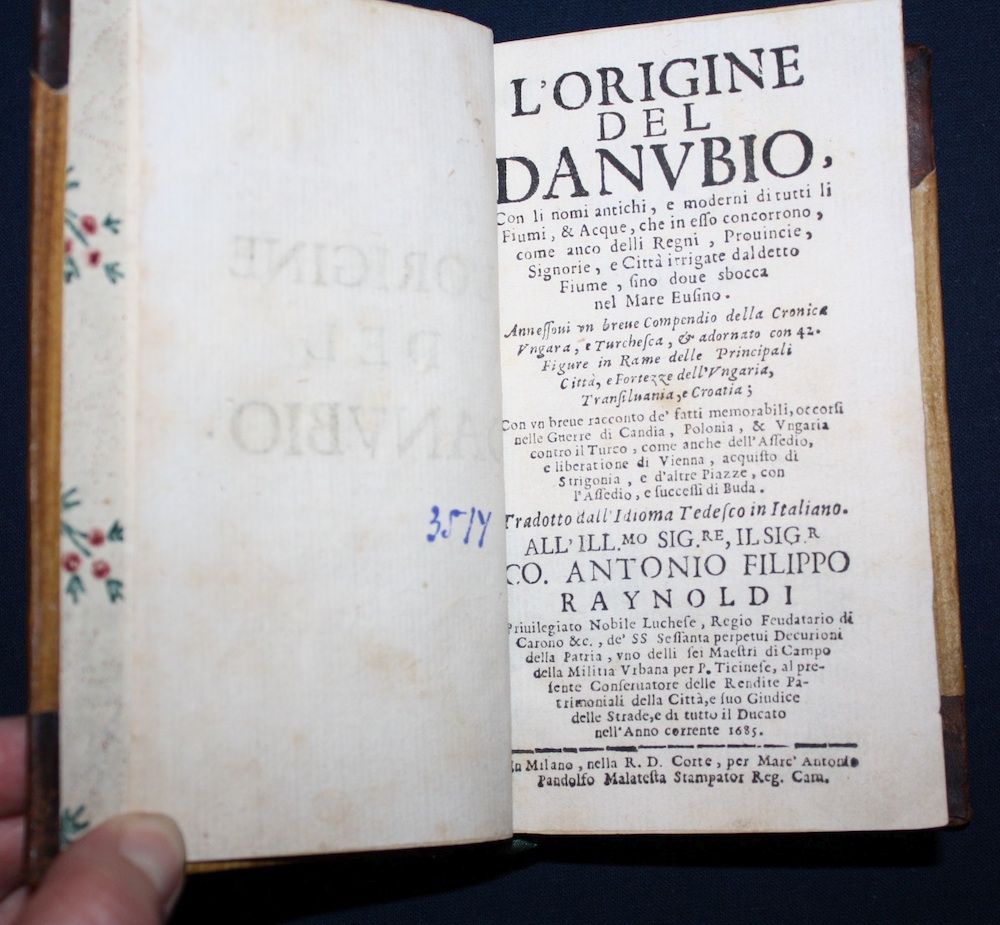 ORIGINE
DEL
DANVBIO
35/4
L'ORIGINE
DEL
DANVBIO,
Con li nomi antichi, e moderni di tutti li
Fiumi, & Acque, che in eſſo concorrono,
come anco delli Regni, Prouincie,
Signorie, e Città irrigate dal detto
Fiume, ſino doue sbocca
nel Mare Euſino.
Anneſſoui vn breue Compendio della Cronica
Vngara, e Turcheſca, & adornato con 42.
Figure in Rame delle Principali
Città, e Fortezze dell'Vngaria,
Tranſiluania, e Croatia;
Con vn breue racconto de' fatti memorabili, occorſi
nelle Guerre di Candia, Polonia, & Vngaria
contro il Turco, come anche dell'Aſſedio,
e liberatione di Vienna, acquiſto di
Strigonia, e d'altre Piazze, con
l'Aſſedio, e ſucceſſi di Buda.
Tradotto dall'Idioma Tedeſco in Italiano.
ALL'ILL.MO SIG.RE, IL SIG.R
CO. ANTONIO FILIPPO
RAYNOLDI
Priuilegiato Nobile Lucheſe, Regio Feudatario di
Carono &c., de' SS Seſſanta perpetui Decurioni
della Patria, vno delli ſei Maeſtri di Campo
della Militia Vrbana per P. Ticineſe, al pre-
ſente Conſeruatore delle Rendite Pa-
trimoniali della Città, e ſuo Giudice
delle Strade, e di tutto il Ducato
nell'Anno corrente 1685.
In Milano, nella R. D. Corte, per Marc' Antonio
Pandolfo Malateſta Stampator Reg. Cam.